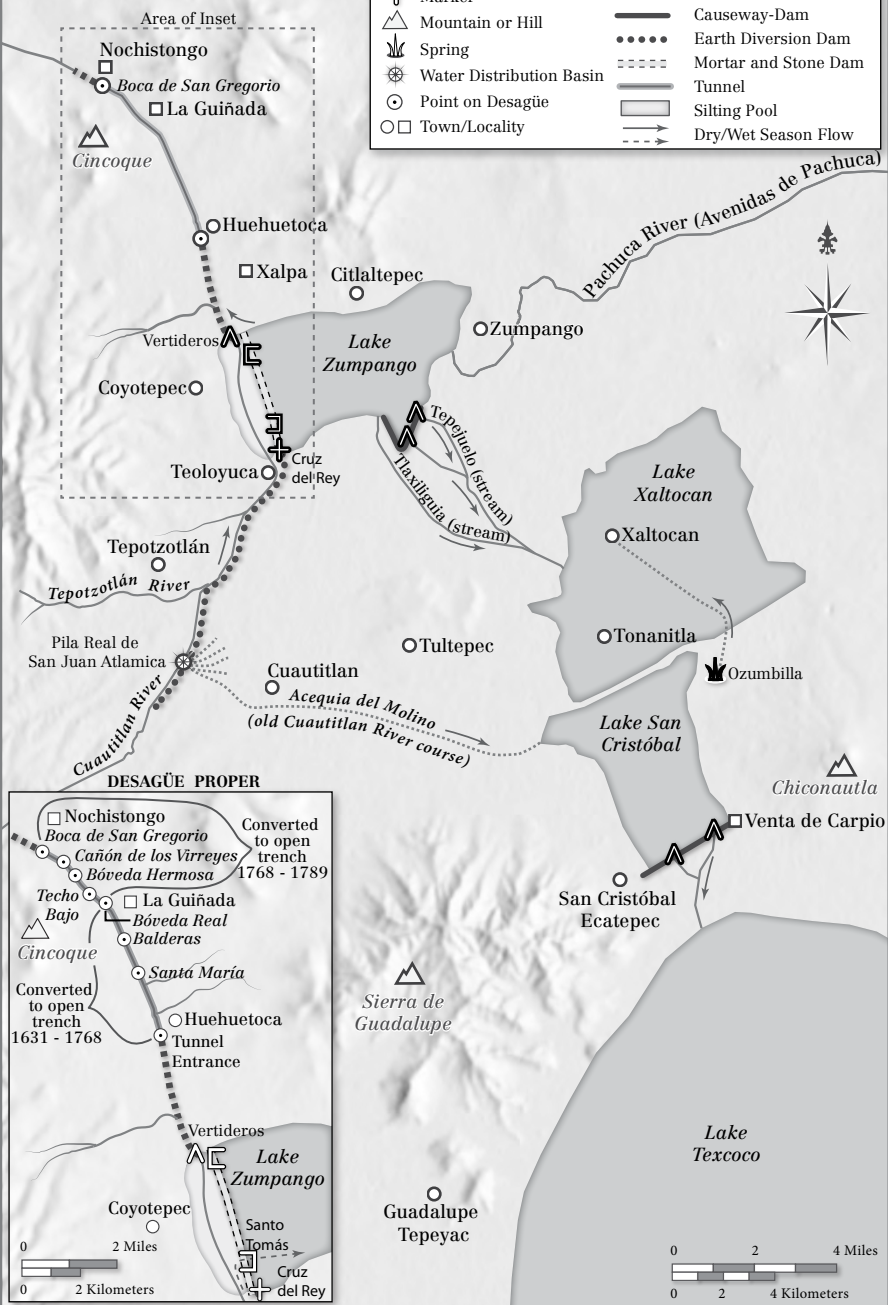 Marker
Mountain or Hill
Spring
Water Distribution Basin
Point on Desagüe
Town/Locality
Causeway-Dam
Earth Diversion Dam
Mortar and Stone Dam
Tunnel
Silting Pool
Dry/Wet Season Flow
Area of Inset
Nochistongo
Boca de San Gregorio
La Guiñada
Cincoque
Huehuetoca
Xalpa
Citlaltepec
Pachuca River (Avenidas de Pachuca)
Zumpango
Vertideros
Lake
Zumpango
Coyotepec
Teoloyuca
Cruz
del Rey
Tepejuelo (stream)
Tlaxiliguia (stream)
Lake
Xaltocan
Xaltocan
Tepotzotlán
Tepotzotlán River
Tonanitla
Tultepec
Pila Real de
San Juan Atlamica
Ozumbilla
Cuautitlan
Acequia del Molino
(old Cuautitlan River course)
Cuautitlan River
Lake San
Cristóbal
Chiconautla
Venta de Carpio
San Cristóbal
Ecatepec
Sierra de
Guadalupe
Lake
Texcoco
Guadalupe
Tepeyac
0 2 4 Miles
0 2 4 Kilometers
DESAGÜE PROPER
Nochistongo
Boca de San Gregorio
Cañón de los Virreyes
Bóveda Hermosa
Converted
to open
trench
1768 - 1789
Techo
Bajo
La Guiñada
Bóveda Real
Balderas
Cincoque
Santa María
Converted
to open
trench
1631 - 1768
Huehuetoca
Tunnel
Entrance
Vertideros
Lake
Zumpango
Coyotepec
Santo
Tomás
Cruz
del Rey
0 2 Miles
0 2 Kilometers